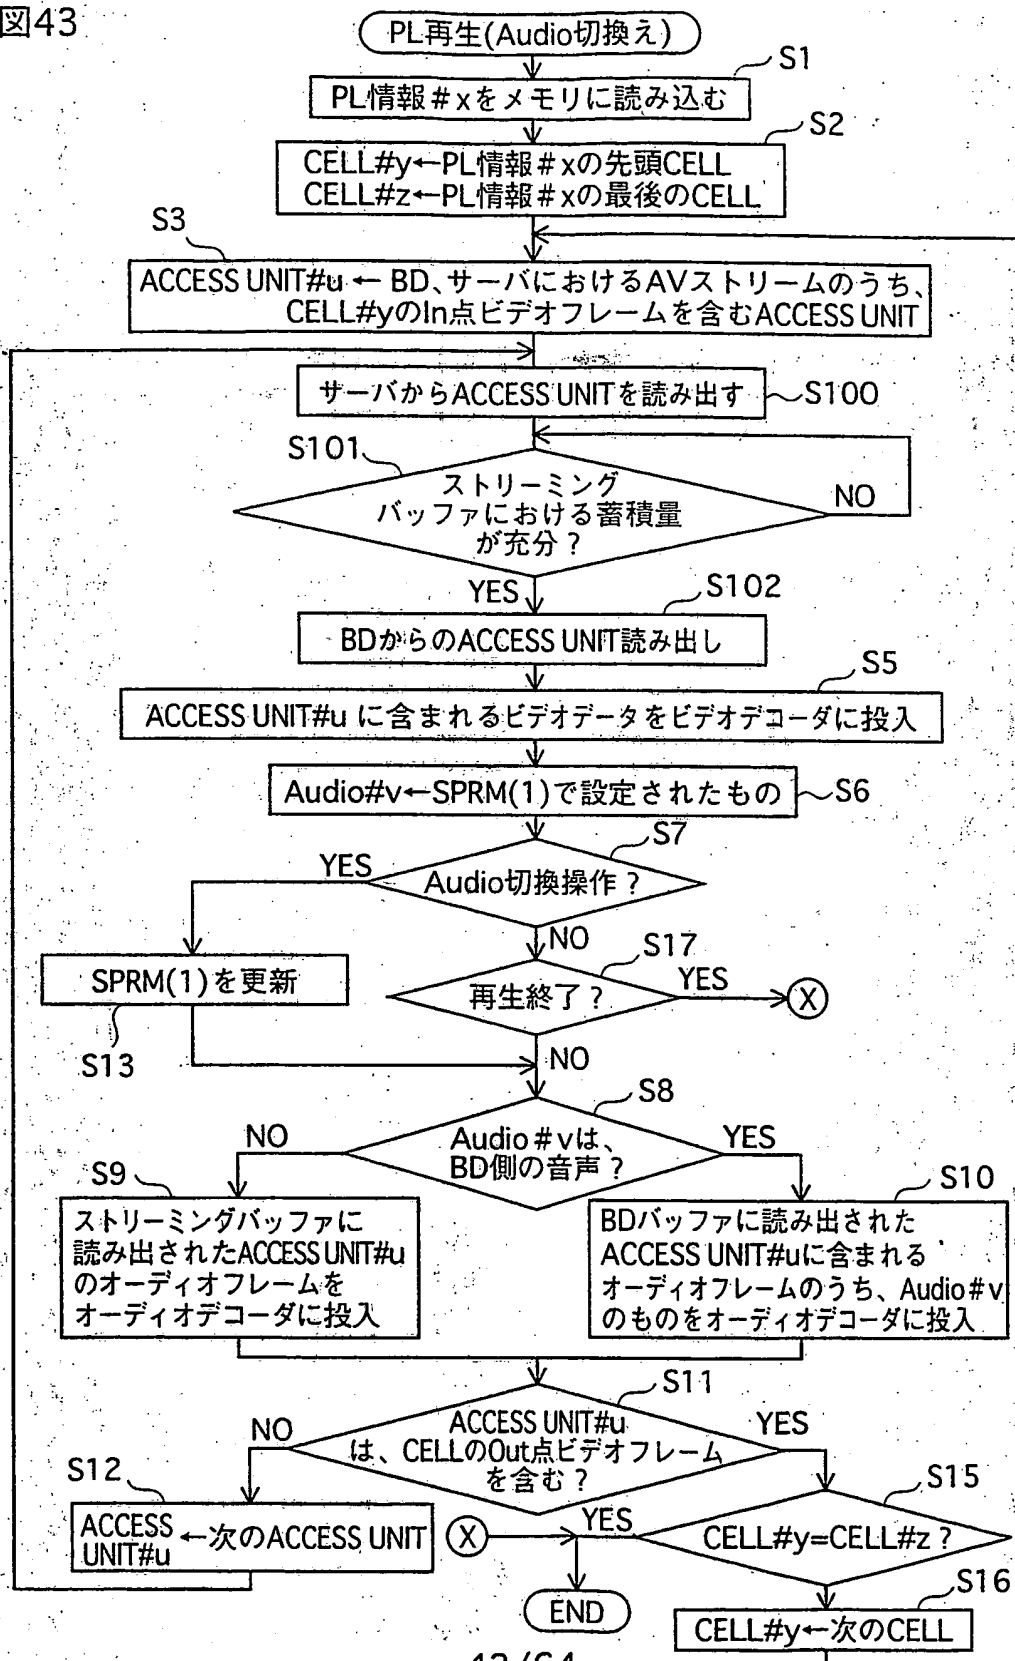 図43
PL再生(Audio切換え)
S1
PL情報#xをメモリに読み込む
S2
CELL#y←PL情報#xの先頭CELL
CELL#z←PL情報#xの最後のCELL
S3
ACCESS UNIT#u ← BD、サーバにおけるAVストリームのうち、
CELL#yのIn点ビデオフレームを含むACCESS UNIT
サーバからACCESS UNITを読み出す
S100
S101
ストリーミング
バッファにおける蓄積量
が充分?
NO
YES
S102
BDからのACCESS UNIT読み出し
S5
ACCESS UNIT#u に含まれるビデオデータをビデオデコーダに投入
Audio#v←SPRM(1)で設定されたもの
S6
S7
YES
Audio切換操作?
NO
S17
SPRM(1)を更新
再生終了?
YES
X
S13
NO
S8
NO
Audio#vは、
BD側の音声?
YES
S9
ストリーミングバッファに
読み出されたACCESS UNIT#u
のオーディオフレームを
オーディオデコーダに投入
S10
BDバッファに読み出された
ACCESS UNIT#uに含まれる
オーディオフレームのうち、Audio#v
のものをオーディオデコーダに投入
S11
NO
ACCESS UNIT#u
は、CELLのOut点ビデオフレーム
を含む?
YES
S12
ACCESS
UNIT#u
←次のACCESS UNIT
X
YES
S15
CELL#y=CELL#z?
END
S16
CELL#y←次のCELL